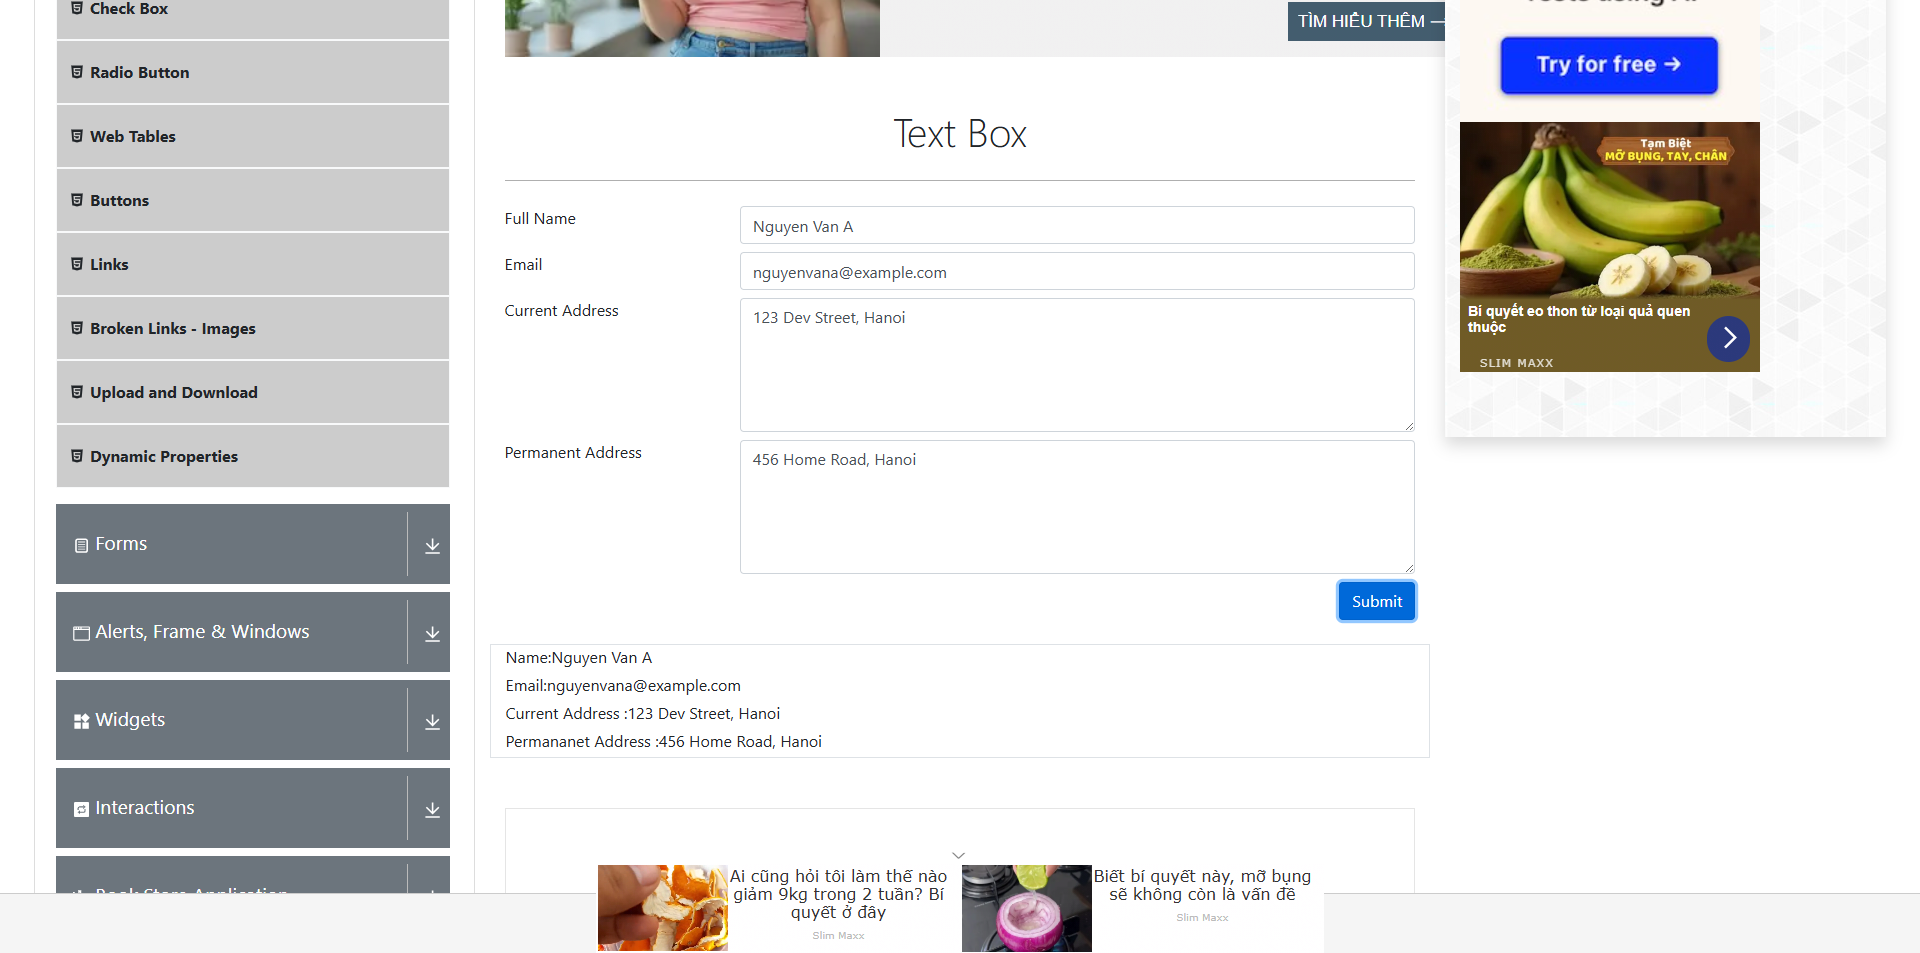 Check Box
Radio Button
Web Tables
Buttons
Links
Broken Links - Images
Upload and Download
Dynamic Properties
Forms
Alerts, Frame & Windows
Widgets
Interactions
TÌM HIỂU THÊM
Text Box
Full Name
Nguyen Van A
Email
nguyenvana@example.com
Current Address
123 Dev Street, Hanoi
Permanent Address
456 Home Road, Hanoi
Submit
Name:Nguyen Van A
Email:nguyenvana@example.com
Current Address :123 Dev Street, Hanoi
Permananet Address :456 Home Road, Hanoi
Try for free →
Tạm Biệt
MỠ BỤNG, TAY, CHÂN
Bí quyết eo thon từ loại quả quen
thuộc
SLIM MAXX
Ai cũng hỏi tôi làm thế nào
giảm 9kg trong 2 tuần? Bí
quyết ở đây
Slim Maxx
Biết bí quyết này, mỡ bụng
sẽ không còn là vấn đề
Slim Maxx